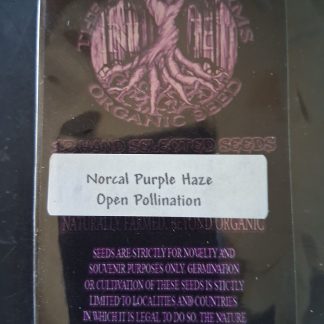 ORGANIC SEED
HAND SELECTED SEEDS
Norcal Purple Haze
Open Pollination
NATURALLY FARMED, BEYOND ORGANIC
SEEDS ARE STRICTLY FOR NOVELTY AND
SOUVENIR PURPOSES ONLY. GERMINATION
OR CULTIVATION OF THESE SEEDS IS STICTLY
LIMITED TO LOCALITIES AND COUNTRIES
IN WHICH IT IS LEGAL TO DO SO. THE NATURE